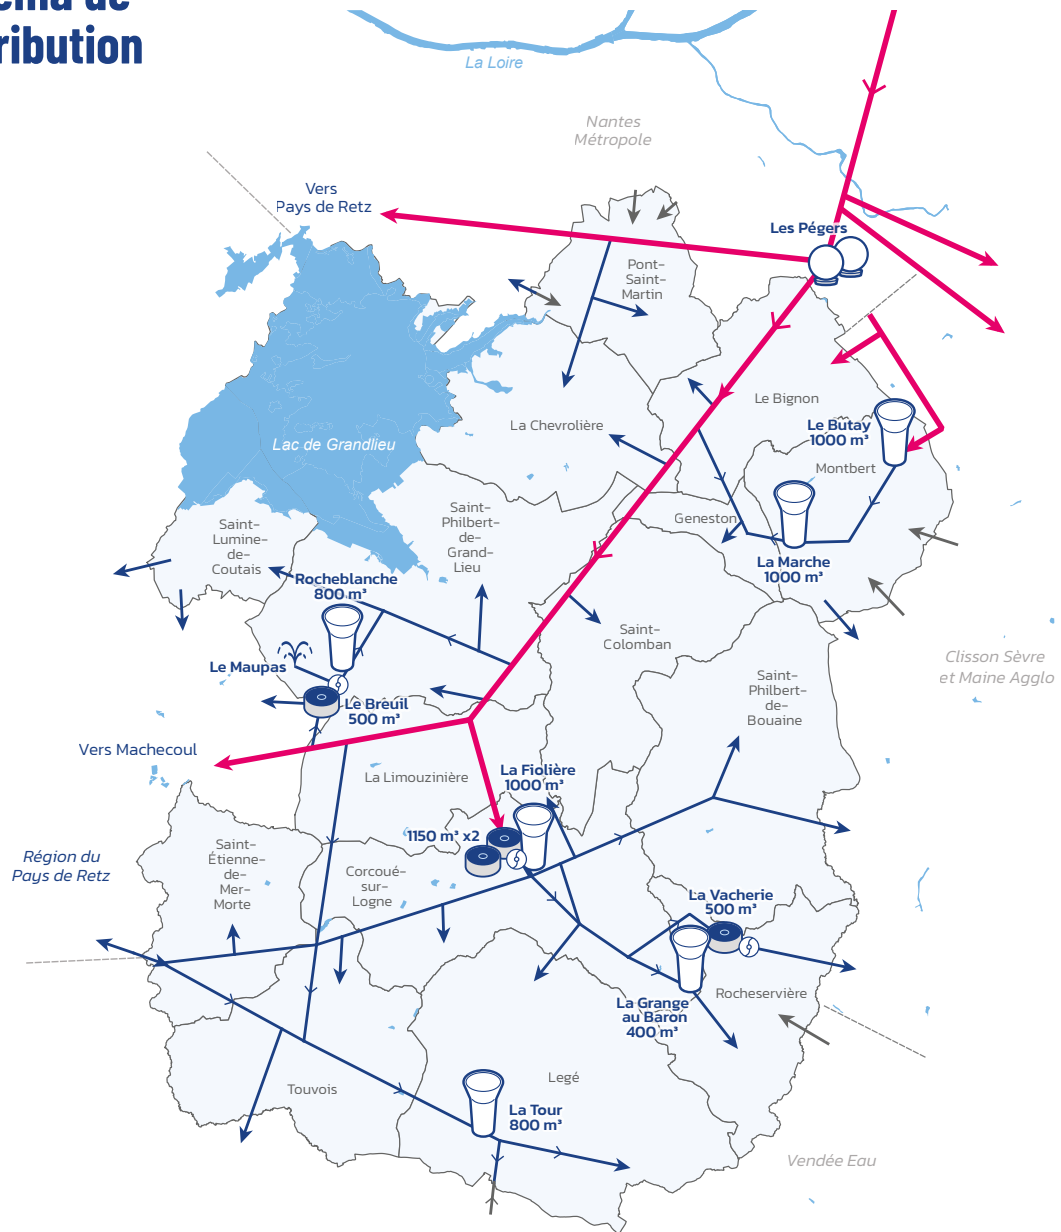 ribution
La Loire
Nantes
Métropole
Vers
Pays de Retz
Les Pégers
Pont-
Saint-
Martin
Le Bignon
La Chevrolière
Le Butay
1000 m³
Lac de Grandlieu
Montbert
Saint-
Philbert-
de-
Grand-
Lieu
Geneston
Saint-
Lumine-
de-
Coutais
La Marche
1000 m³
Rocheblanche
800 m³
Saint-
Colomban
Le Maupas
Clisson Sèvre
et Maine Agglo
Saint-
Philbert-
de-
Bouaine
Le Breuil
500 m³
Vers Machecoul
La Limouzinière
La Fiolière
1000 m³
1150 m³ x2
Région du
Pays de Retz
Saint-
Étienne-
de-
Mer-
Morte
Corcoué-
sur-
Logne
La Vacherie
500 m³
Rocheservière
La Grange
au Baron
400 m³
Touvois
Legé
La Tour
800 m³
Vendée Eau